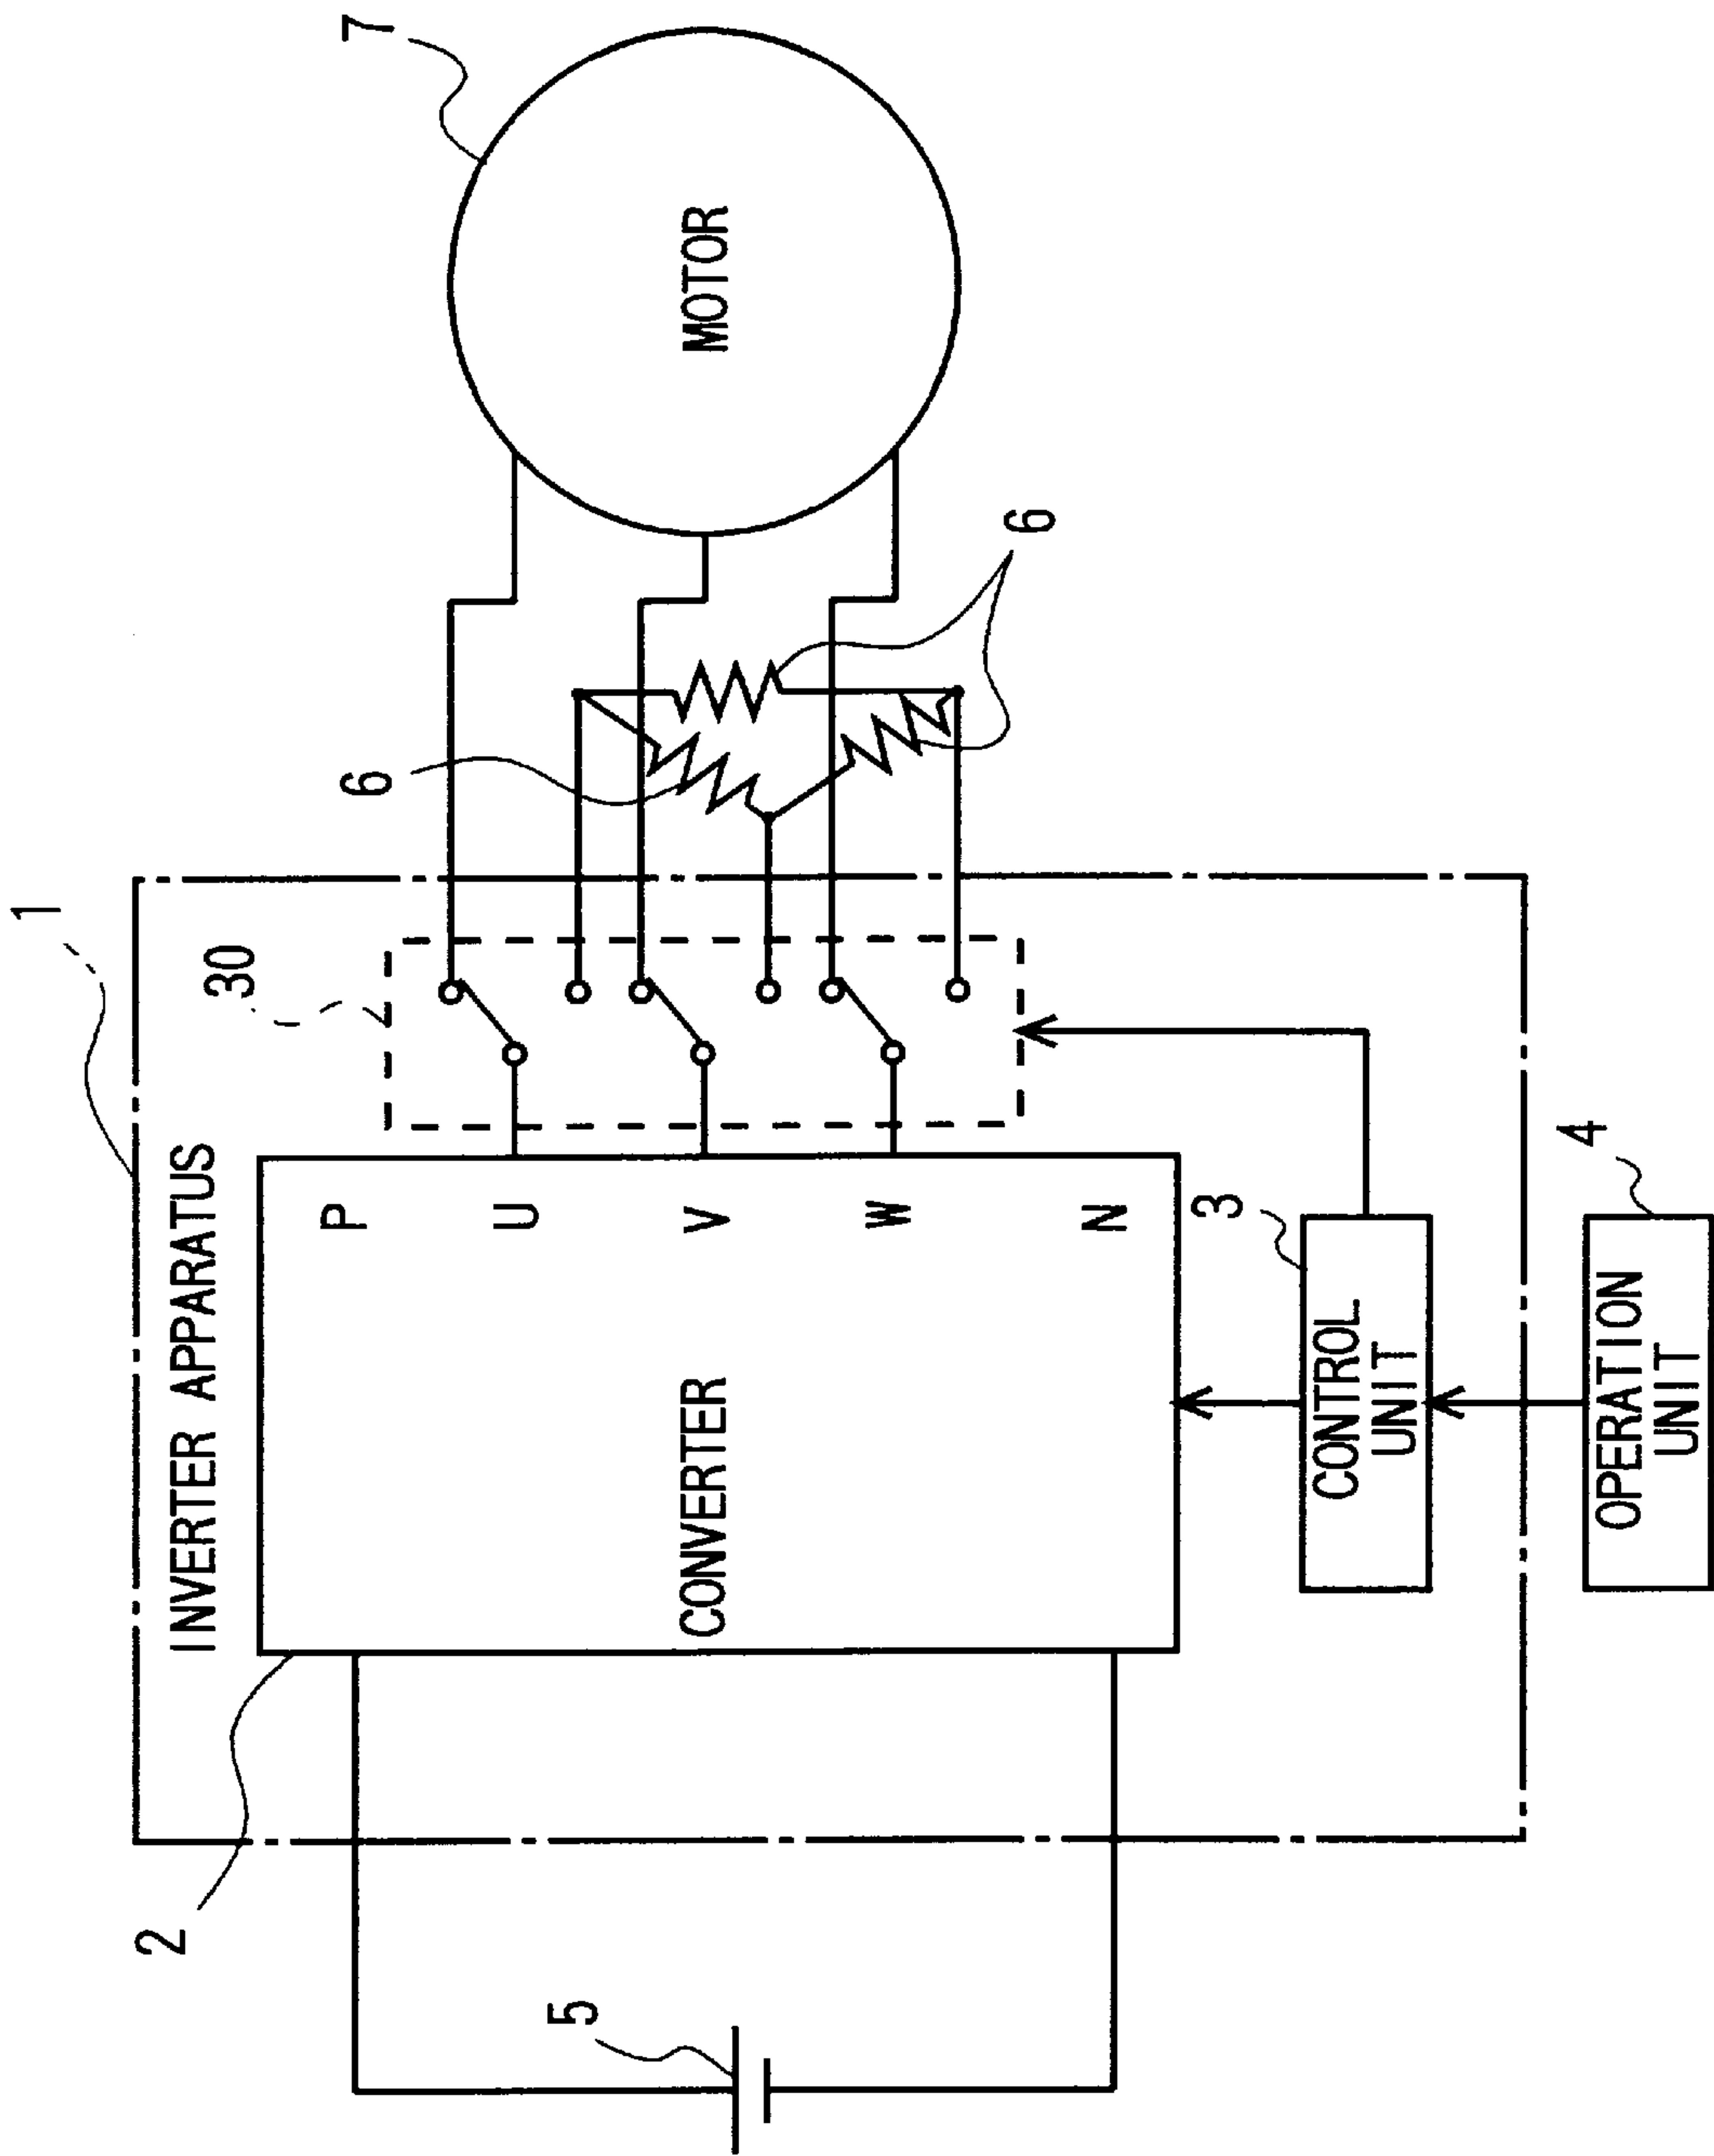 1
INVERTER APPARATUS
30
7
2
P
6
U
CONVERTER
V
MOTOR
W
5
N
6
3
CONTROL
UNIT
4
OPERATION
UNIT